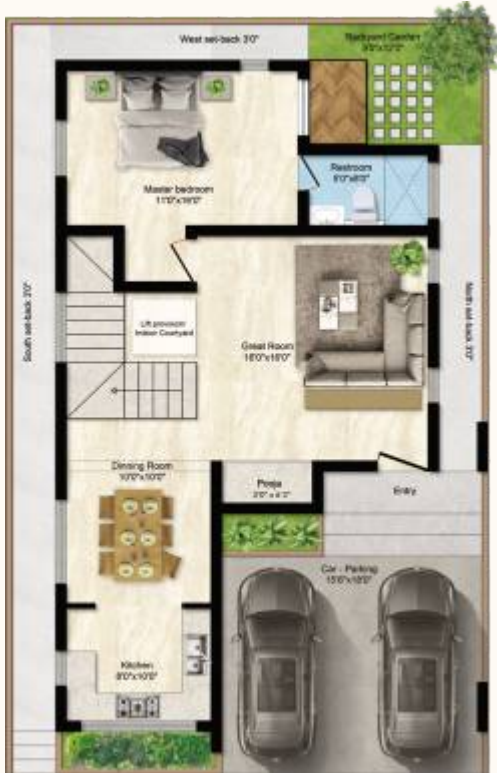 West set-back 3'0"
Backyard Garden
Master bedroom
11'0"x16'0"
Restroom
South set-back 3'0"
Lift provision/
Indoor Courtyard
Great Room
16'0"x16'0"
North set-back 3'0"
Dinning Room
10'0"x10'0"
Pooja
Entry
Car - Parking
15'0"x18'0"
Kitchen
8'0"x10'0"